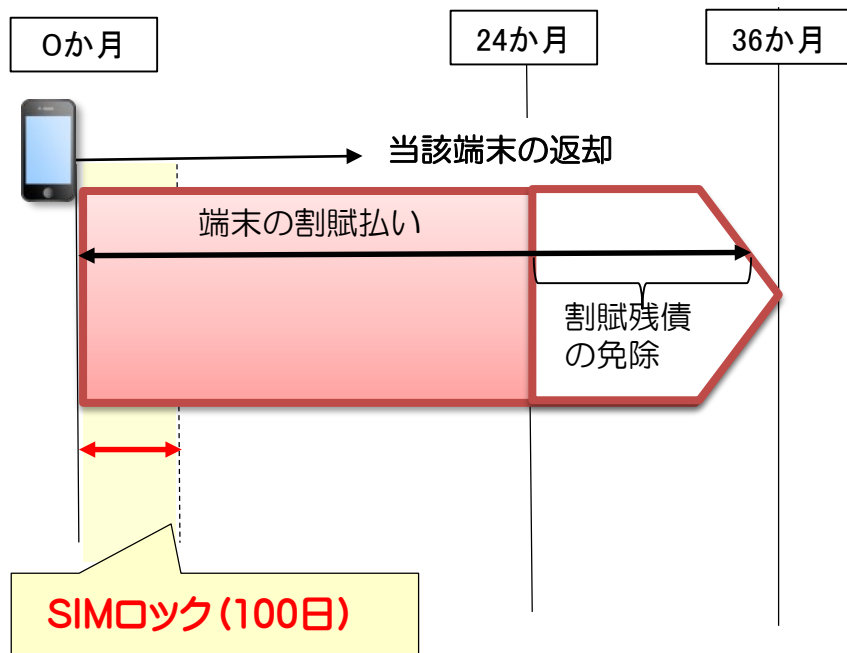 0か月
24か月
36か月
当該端末の返却
端末の割賦払い
割賦残債
の免除
SIMロック(100日)